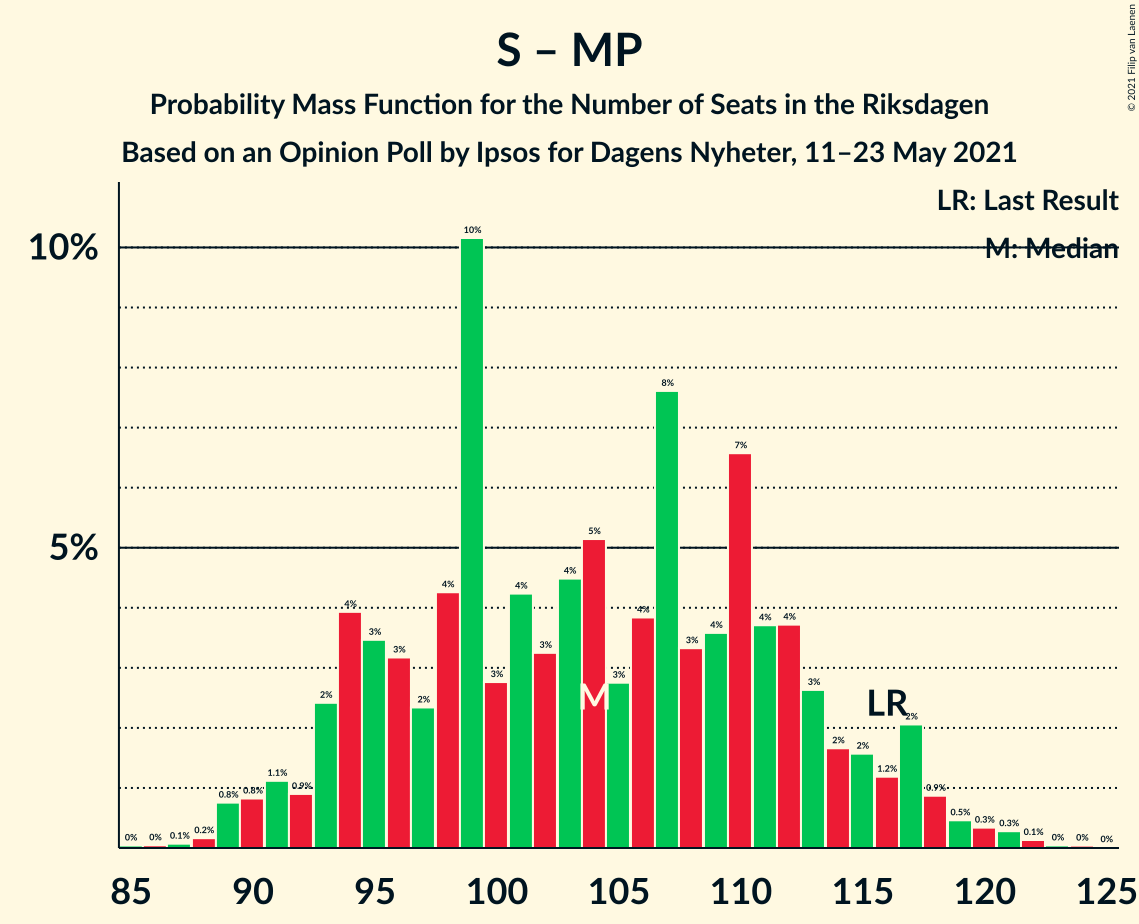 S – MP
Probability Mass Function for the Number of Seats in the Riksdagen
Based on an Opinion Poll by Ipsos for Dagens Nyheter, 11–23 May 2021
© 2021 Filip van Laenen
LR: Last Result
M: Median
10%
5%
0% 0% 0.1% 0.2% 0.8% 0.8% 1.1% 0.9% 2% 4% 3% 3% 2% 4% 10% 3% 4% 3% 4% 5% 3% 4% 8% 3% 4% 7% 4% 4% 3% 2% 2% 1.2% 2% 0.9% 0.5% 0.3% 0.3% 0.1% 0% 0% 0%
M
LR
85 90 95 100 105 110 115 120 125